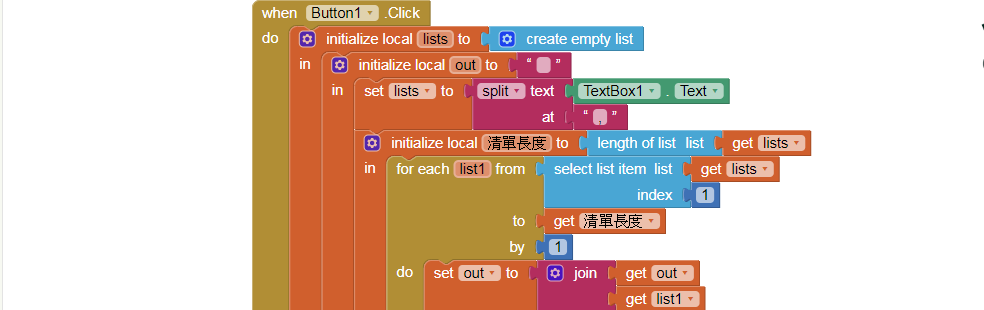 when Button1 .Click
do initialize local lists to create empty list
in initialize local out to “ ”
in set lists to split text TextBox1 . Text
at “ , ”
initialize local 清單長度 to length of list list get lists
in for each list1 from select list item list get lists
index 1
to get 清單長度
by 1
do set out to join get out
get list1